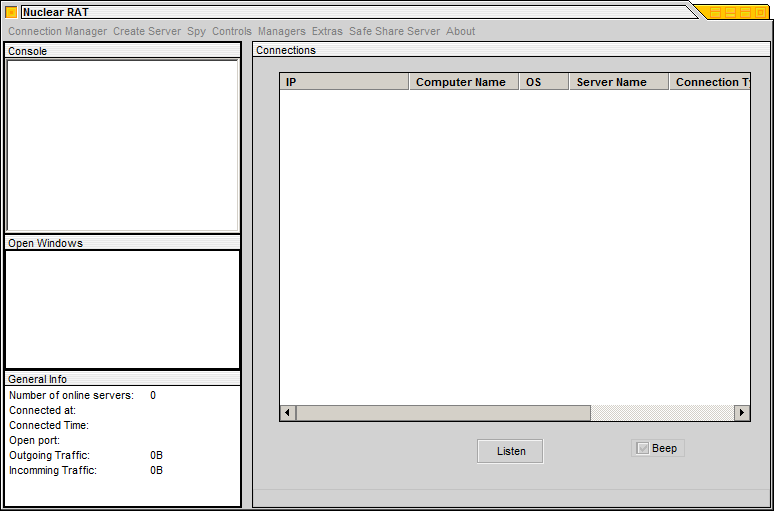 Nuclear RAT
Connection Manager Create Server Spy Controls Managers Extras Safe Share Server About
Console
Connections
IP Computer Name OS Server Name Connection Ty
Open Windows
General Info
Number of online servers: 0
Connected at:
Connected Time:
Open port:
Outgoing Traffic: 0B
Incomming Traffic: 0B
Listen
Beep